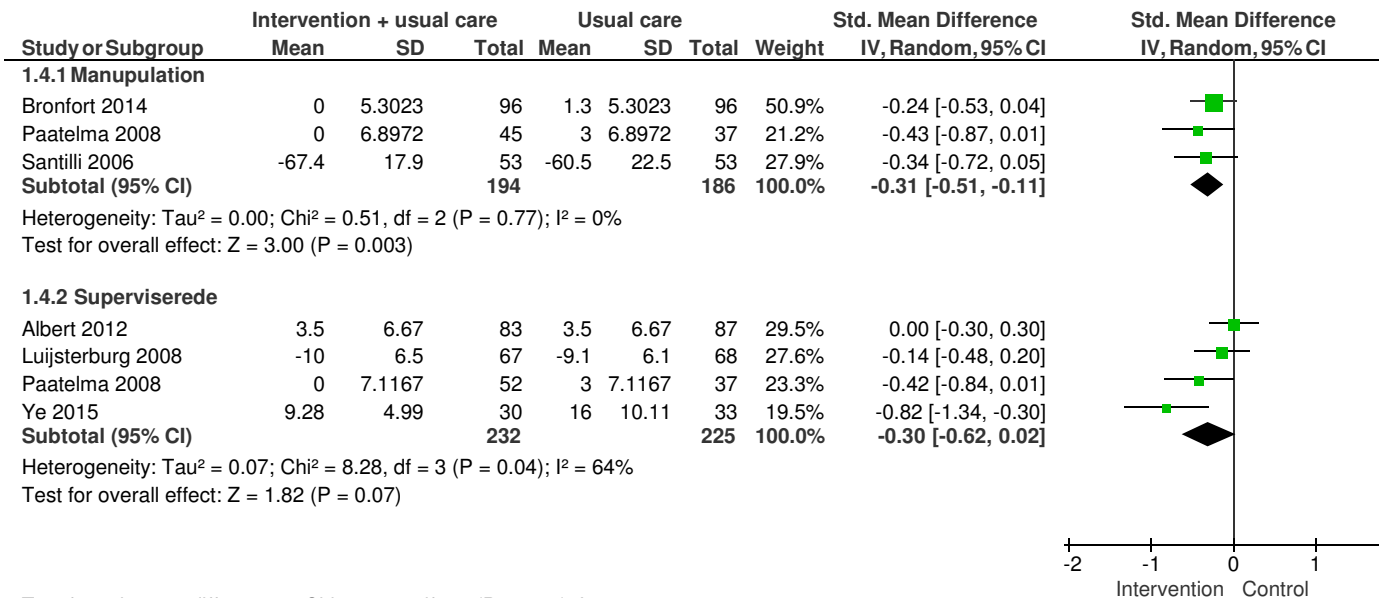 Intervention + usual care Usual care Std. Mean Difference Std. Mean Difference
Study or Subgroup Mean SD Total Mean SD Total Weight IV, Random, 95% CI IV, Random, 95% CI
1.4.1 Manupulation
Bronfort 2014 0 5.3023 96 1.3 5.3023 96 50.9% -0.24 [-0.53, 0.04]
Paatelma 2008 0 6.8972 45 3 6.8972 37 21.2% -0.43 [-0.87, 0.01]
Santilli 2006 -67.4 17.9 53 -60.5 22.5 53 27.9% -0.34 [-0.72, 0.05]
Subtotal (95% CI) 194 186 100.0% -0.31 [-0.51, -0.11]
Heterogeneity: Tau² = 0.00; Chi² = 0.51, df = 2 (P = 0.77); I² = 0%
Test for overall effect: Z = 3.00 (P = 0.003)
1.4.2 Superviserede
Albert 2012 3.5 6.67 83 3.5 6.67 87 29.5% 0.00 [-0.30, 0.30]
Luijsterburg 2008 -10 6.5 67 -9.1 6.1 68 27.6% -0.14 [-0.48, 0.20]
Paatelma 2008 0 7.1167 52 3 7.1167 37 23.3% -0.42 [-0.84, 0.01]
Ye 2015 9.28 4.99 30 16 10.11 33 19.5% -0.82 [-1.34, -0.30]
Subtotal (95% CI) 232 225 100.0% -0.30 [-0.62, 0.02]
Heterogeneity: Tau² = 0.07; Chi² = 8.28, df = 3 (P = 0.04); I² = 64%
Test for overall effect: Z = 1.82 (P = 0.07)
-2 -1 0 1
Intervention Control